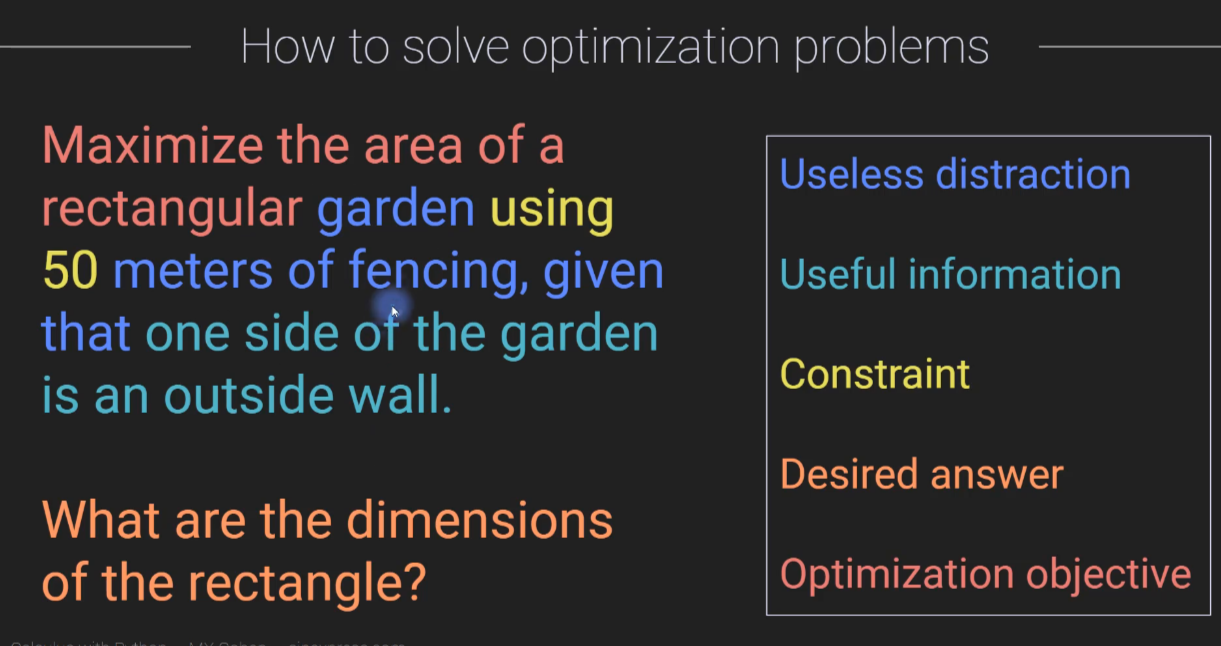 How to solve optimization problems
Maximize the area of a
rectangular garden using
50 meters of fencing, given
that one side of the garden
is an outside wall.
What are the dimensions
of the rectangle?
Useless distraction
Useful information
Constraint
Desired answer
Optimization objective